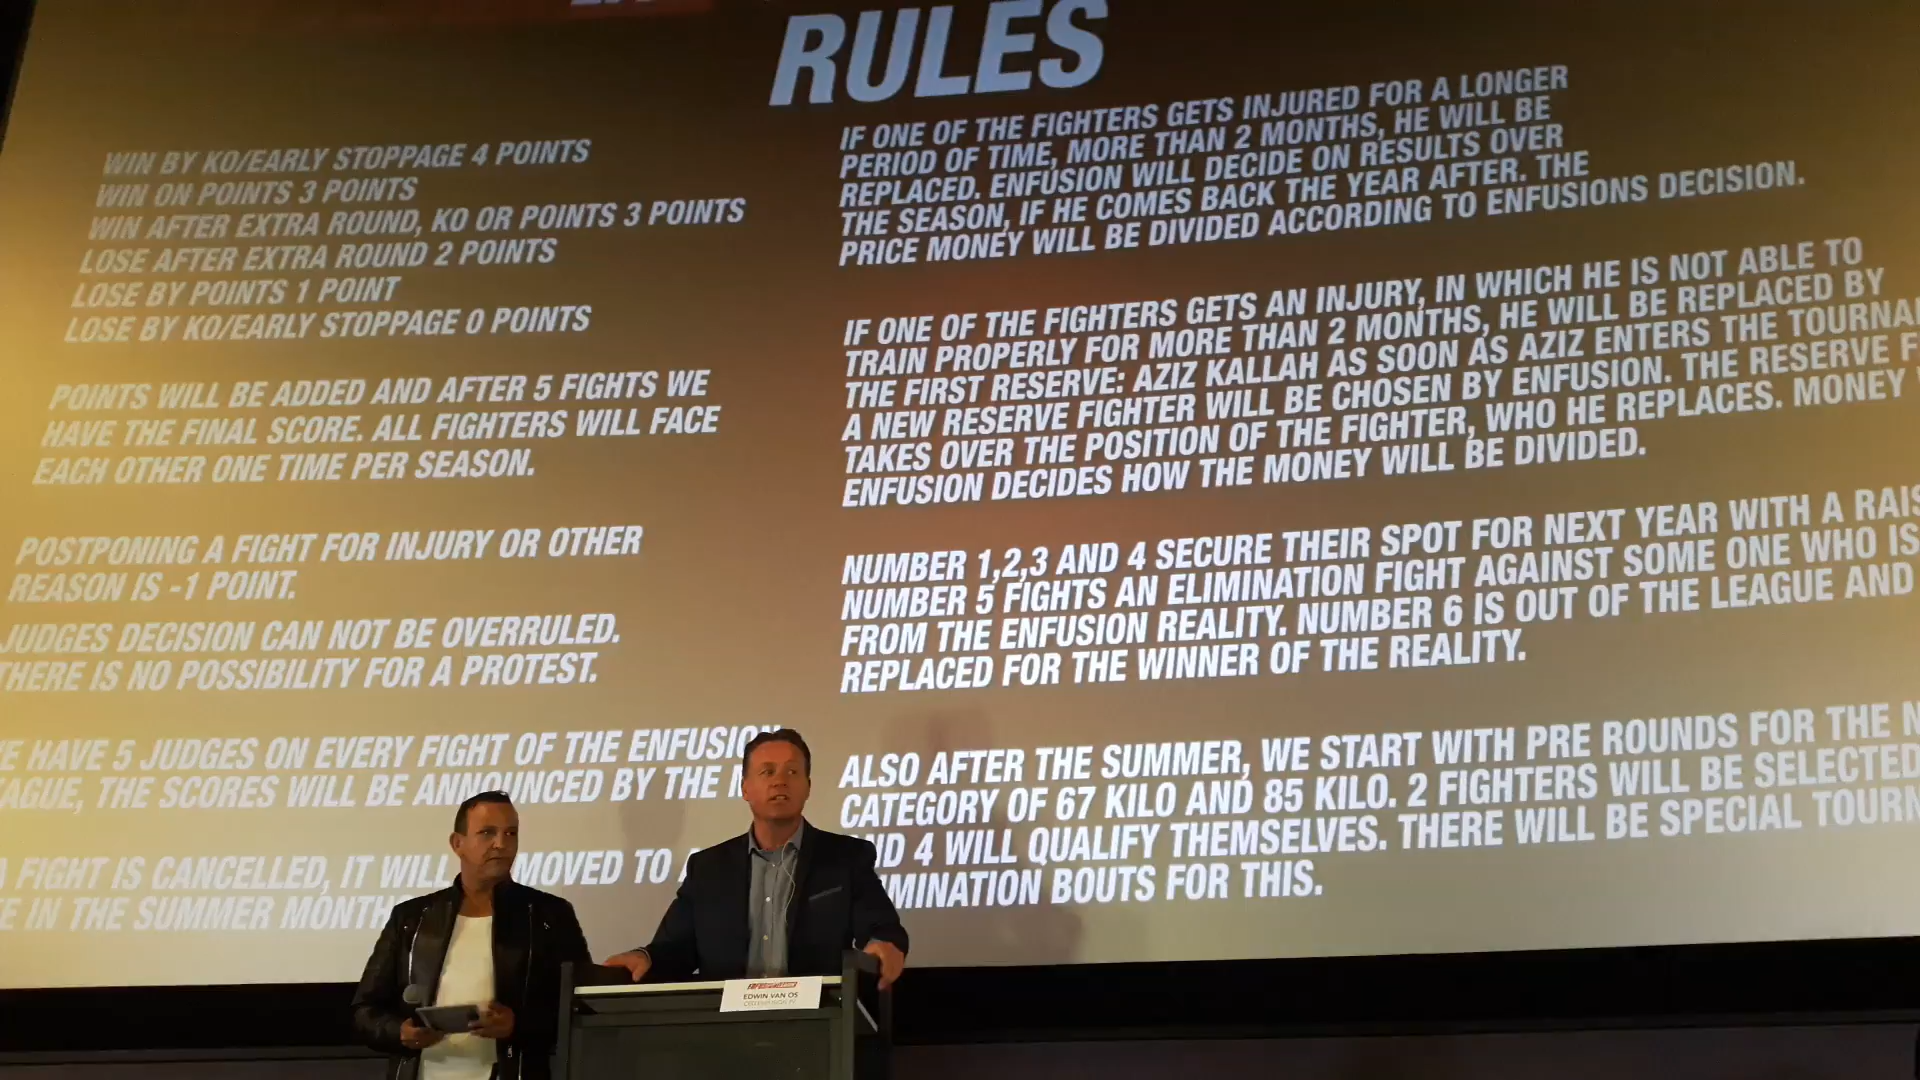 RULES
WIN BY KO/EARLY STOPPAGE 4 POINTS
WIN ON POINTS 3 POINTS
WIN AFTER EXTRA ROUND, KO OR POINTS 3 POINTS
LOSE AFTER EXTRA ROUND 2 POINTS
LOSE BY POINTS 1 POINT
LOSE BY KO/EARLY STOPPAGE 0 POINTS
POINTS WILL BE ADDED AND AFTER 5 FIGHTS WE
HAVE THE FINAL SCORE. ALL FIGHTERS WILL FACE
EACH OTHER ONE TIME PER SEASON.
POSTPONING A FIGHT FOR INJURY OR OTHER
REASON IS -1 POINT.
JUDGES DECISION CAN NOT BE OVERRULED.
THERE IS NO POSSIBILITY FOR A PROTEST.
HAVE 5 JUDGES ON EVERY FIGHT OF THE ENFUSION
THE SCORES WILL BE ANNOUNCED BY THE
A FIGHT IS CANCELLED, IT WILL MOVED TO
IN THE SUMMER MONTH
IF ONE OF THE FIGHTERS GETS INJURED FOR A LONGER
PERIOD OF TIME, MORE THAN 2 MONTHS, HE WILL BE
REPLACED. ENFUSION WILL DECIDE ON RESULTS OVER
THE SEASON, IF HE COMES BACK THE YEAR AFTER. THE
PRICE MONEY WILL BE DIVIDED ACCORDING TO ENFUSIONS DECISION.
IF ONE OF THE FIGHTERS GETS AN INJURY, IN WHICH HE IS NOT ABLE TO
TRAIN PROPERLY FOR MORE THAN 2 MONTHS, HE WILL BE REPLACED BY
THE FIRST RESERVE: AZIZ KALLAH AS SOON AS AZIZ ENTERS THE TOURNA
A NEW RESERVE FIGHTER WILL BE CHOSEN BY ENFUSION. THE RESERVE F
TAKES OVER THE POSITION OF THE FIGHTER, WHO HE REPLACES. MONEY
ENFUSION DECIDES HOW THE MONEY WILL BE DIVIDED.
NUMBER 1,2,3 AND 4 SECURE THEIR SPOT FOR NEXT YEAR WITH A RAIS
NUMBER 5 FIGHTS AN ELIMINATION FIGHT AGAINST SOME ONE WHO IS
FROM THE ENFUSION REALITY. NUMBER 6 IS OUT OF THE LEAGUE AND
REPLACED FOR THE WINNER OF THE REALITY.
ALSO AFTER THE SUMMER, WE START WITH PRE ROUNDS FOR THE N
CATEGORY OF 67 KILO AND 85 KILO. 2 FIGHTERS WILL BE SELECTED
AND 4 WILL QUALIFY THEMSELVES. THERE WILL BE SPECIAL TOURN
IMINATION BOUTS FOR THIS.
EDWIN VAN OS